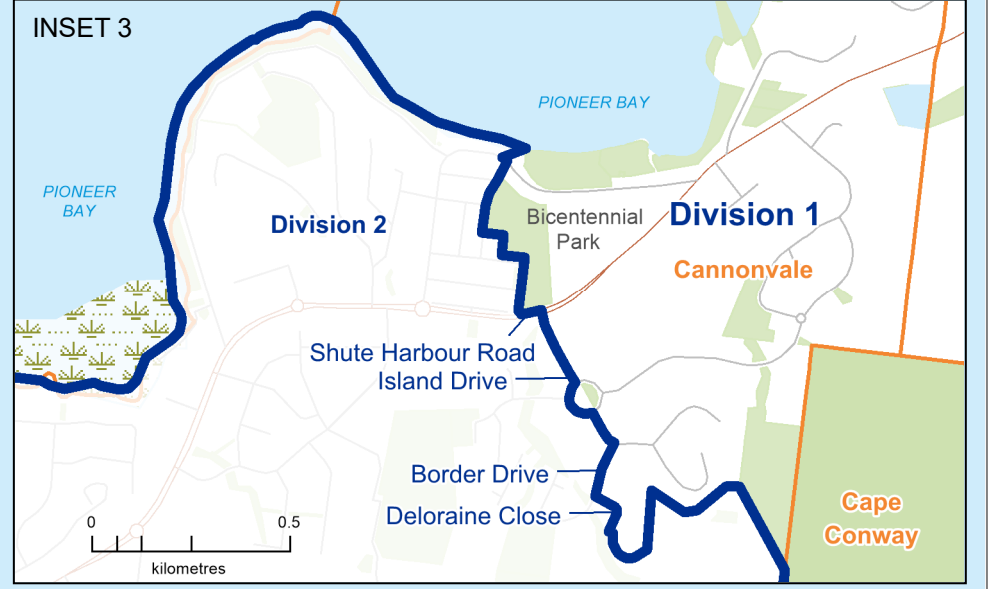 INSET 3
PIONEER BAY
PIONEER
BAY
Division 2
Bicentennial
Park
Division 1
Cannonvale
Shute Harbour Road
Island Drive
Border Drive
Deloraine Close
Cape
Conway
0 0.5
kilometres